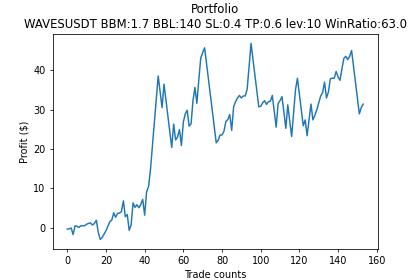 Portfolio
WAVESUSDT BBM:1.7 BBL:140 SL:0.4 TP:0.6 lev:10 WinRatio:63.0
Profit ($)
40
30
20
10
0
0 20 40 60 80 100 120 140 160
Trade counts